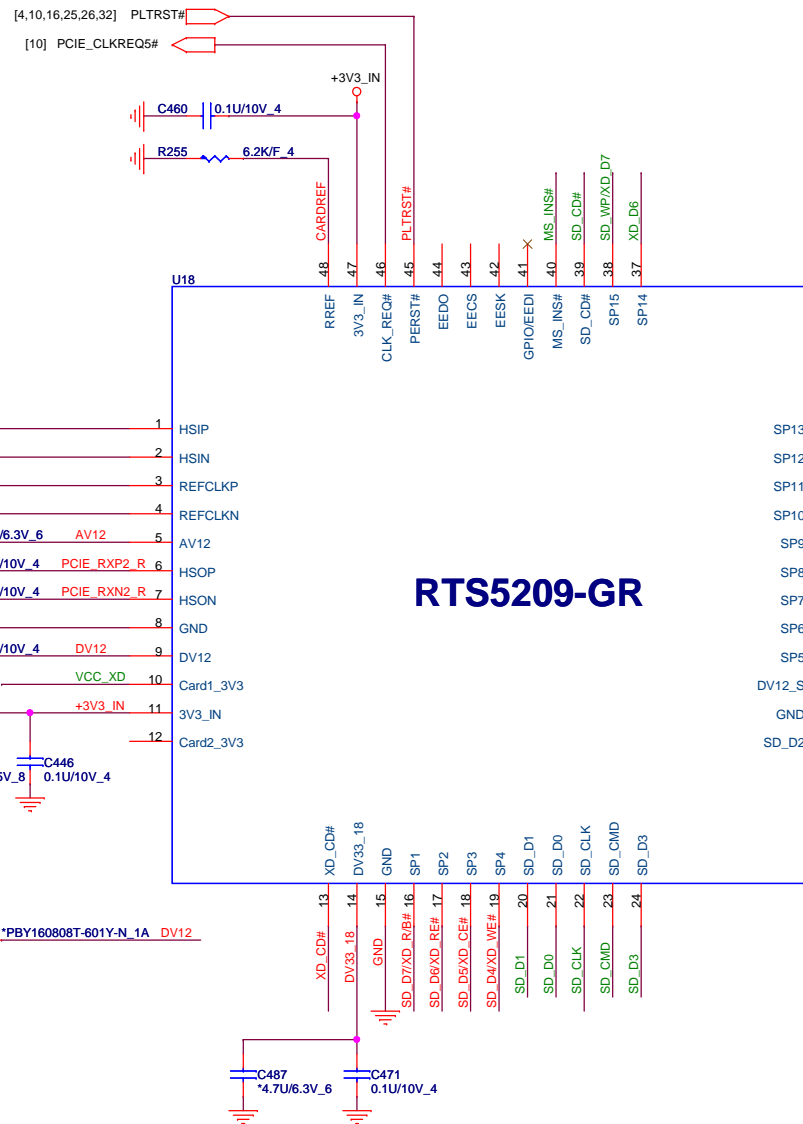 [4,10,16,25,26,32] PLTRST#
[10] PCIE_CLKREQ5#
+3V3_IN
C460 0.1U/10V_4
R255 6.2K/F_4
CARDREF
PLTRST#
MS_INS#
SD_CD#
SD_WP/XD_D7
XD_D6
48 47 46 45 44 43 42 41 40 39 38 37
U18
RREF
3V3_IN
CLK_REQ#
PERST#
EEDO
EECS
EESK
GPIO/EEDI
MS_INS#
SD_CD#
SP15
SP14
1 HSIP
2 HSIN
3 REFCLKP
4 REFCLKN
/6.3V_6 AV12 5 AV12
/10V_4 PCIE_RXP2_R 6 HSOP
/10V_4 PCIE_RXN2_R 7 HSON
8 GND
/10V_4 DV12 9 DV12
VCC_XD 10 Card1_3V3
+3V3_IN 11 3V3_IN
12 Card2_3V3
RTS5209-GR
SP13
SP12
SP11
SP10
SP9
SP8
SP7
SP6
SP5
DV12_S
GND
SD_D2
C446
5V_8 0.1U/10V_4
XD_CD#
DV33_18
GND
SP1
SP2
SP3
SP4
SD_D1
SD_D0
SD_CLK
SD_CMD
SD_D3
13 14 15 16 17 18 19 20 21 22 23 24
*PBY160808T-601Y-N_1A DV12
XD_CD#
DV33_18
GND
SD_D7/XD_R/B#
SD_D6/XD_RE#
SD_D5/XD_CE#
SD_D4/XD_WE#
SD_D1
SD_D0
SD_CLK
SD_CMD
SD_D3
C487
*4.7U/6.3V_6
C471
0.1U/10V_4